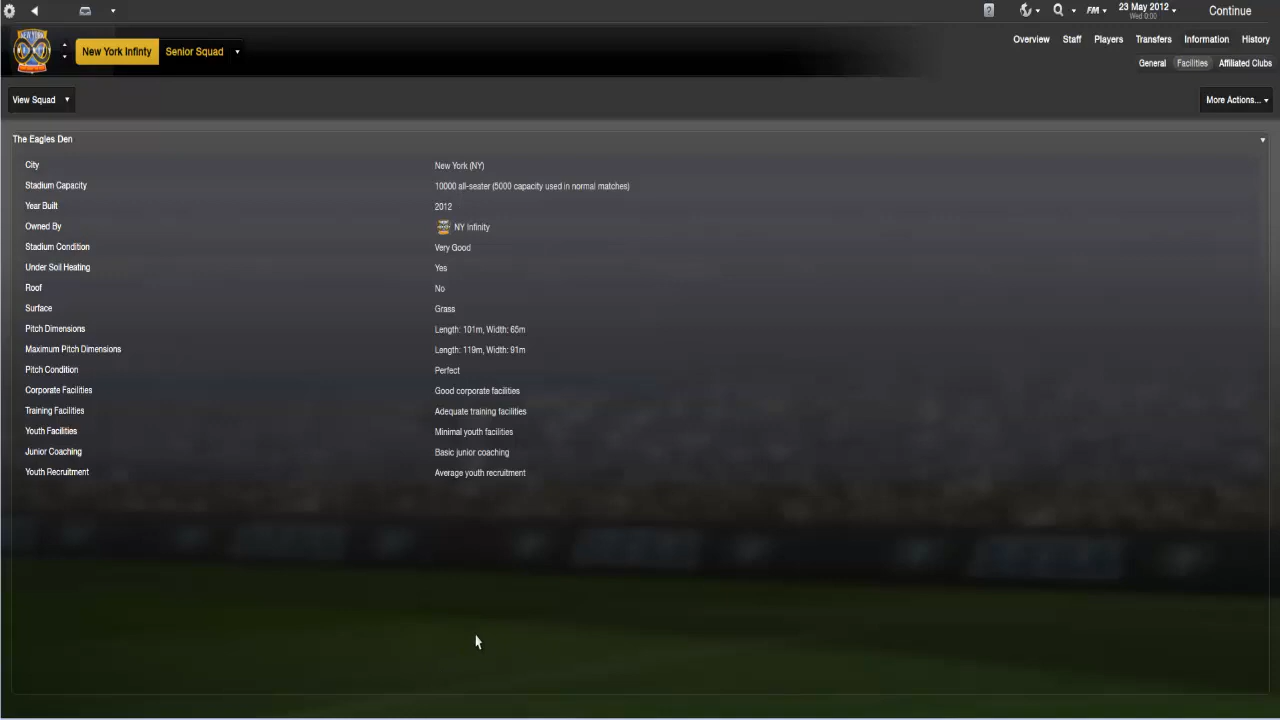 23 May 2012
Wed 0:00
Continue
FM
New York Infinty
Senior Squad
Overview
Staff
Players
Transfers
Information
History
General
Facilities
Affiliated Clubs
View Squad
More Actions...
The Eagles Den
City
New York (NY)
Stadium Capacity
10000 all-seater (5000 capacity used in normal matches)
Year Built
2012
Owned By
NY Infinity
Stadium Condition
Very Good
Under Soil Heating
Yes
Roof
No
Surface
Grass
Pitch Dimensions
Length: 101m, Width: 65m
Maximum Pitch Dimensions
Length: 119m, Width: 91m
Pitch Condition
Perfect
Corporate Facilities
Good corporate facilities
Training Facilities
Adequate training facilities
Youth Facilities
Minimal youth facilities
Junior Coaching
Basic junior coaching
Youth Recruitment
Average youth recruitment